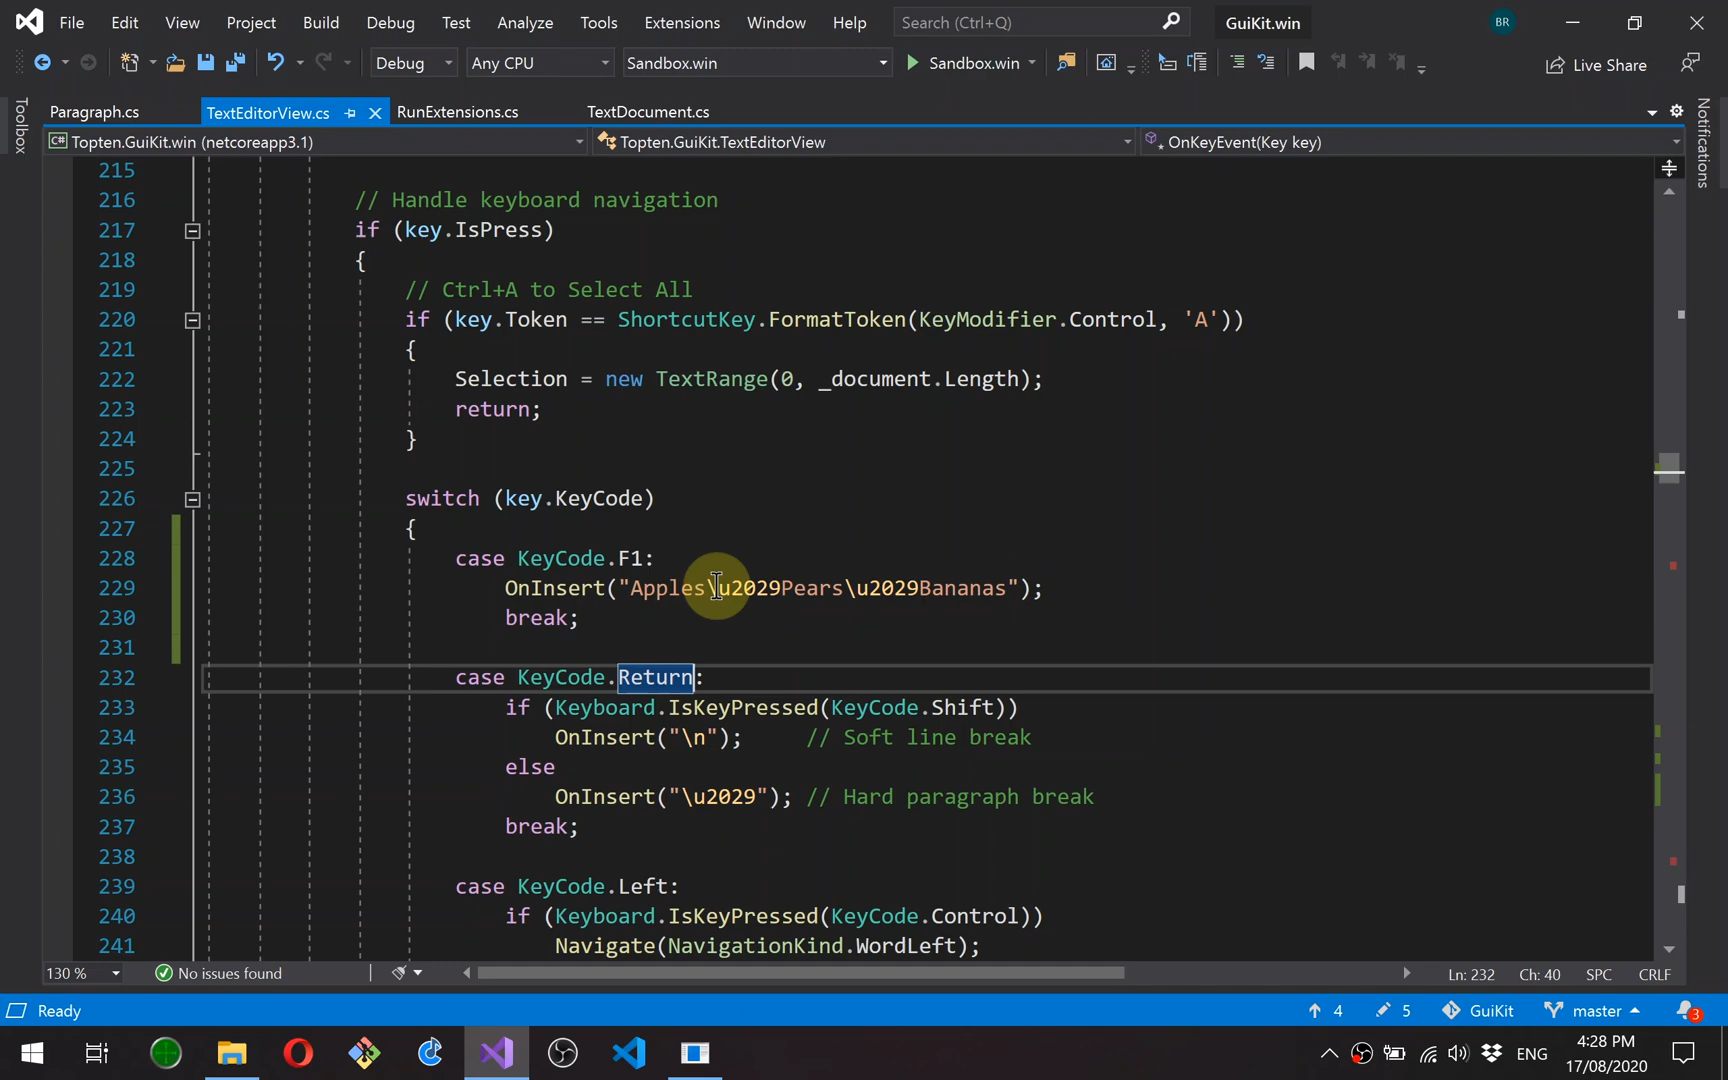 File Edit View Project Build Debug Test Analyze Tools Extensions Window Help Search (Ctrl+Q) GuiKit.win BR
Debug Any CPU Sandbox.win Sandbox.win Live Share
Toolbox
Paragraph.cs TextEditorView.cs RunExtensions.cs TextDocument.cs
Notifications
C# Topten.GuiKit.win (netcoreapp3.1) Topten.GuiKit.TextEditorView OnKeyEvent(Key key)
215
216 // Handle keyboard navigation
217 if (key.IsPress)
218 {
219 // Ctrl+A to Select All
220 if (key.Token == ShortcutKey.FormatToken(KeyModifier.Control, 'A'))
221 {
222 Selection = new TextRange(0, _document.Length);
223 return;
224 }
225
226 switch (key.KeyCode)
227 {
228 case KeyCode.F1:
229 OnInsert("Apples\u2029Pears\u2029Bananas");
230 break;
231
232 case KeyCode.Return:
233 if (Keyboard.IsKeyPressed(KeyCode.Shift))
234 OnInsert("\n"); // Soft line break
235 else
236 OnInsert("\u2029"); // Hard paragraph break
237 break;
238
239 case KeyCode.Left:
240 if (Keyboard.IsKeyPressed(KeyCode.Control))
241 Navigate(NavigationKind.WordLeft);
130 % No issues found Ln: 232 Ch: 40 SPC CRLF
Ready 4 5 GuiKit master 3
ENG 4:28 PM
17/08/2020